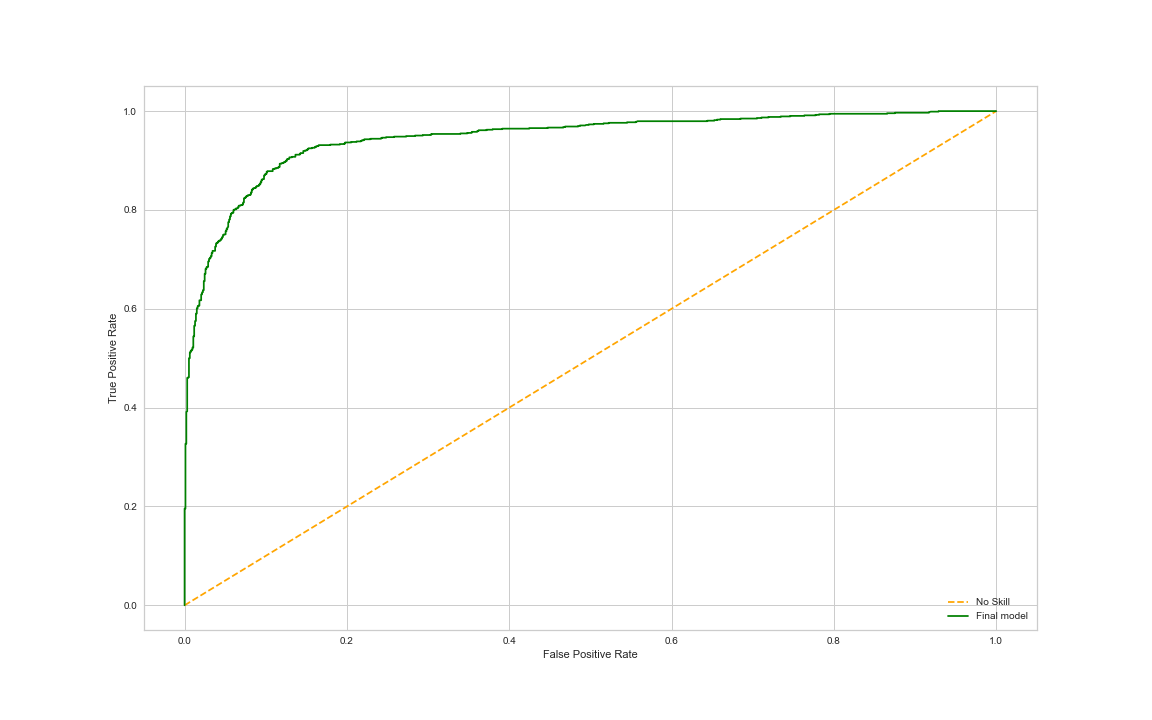 1.0
0.8
0.6
0.4
0.2
0.0
True Positive Rate
0.0 0.2 0.4 0.6 0.8 1.0
False Positive Rate
No Skill
Final model